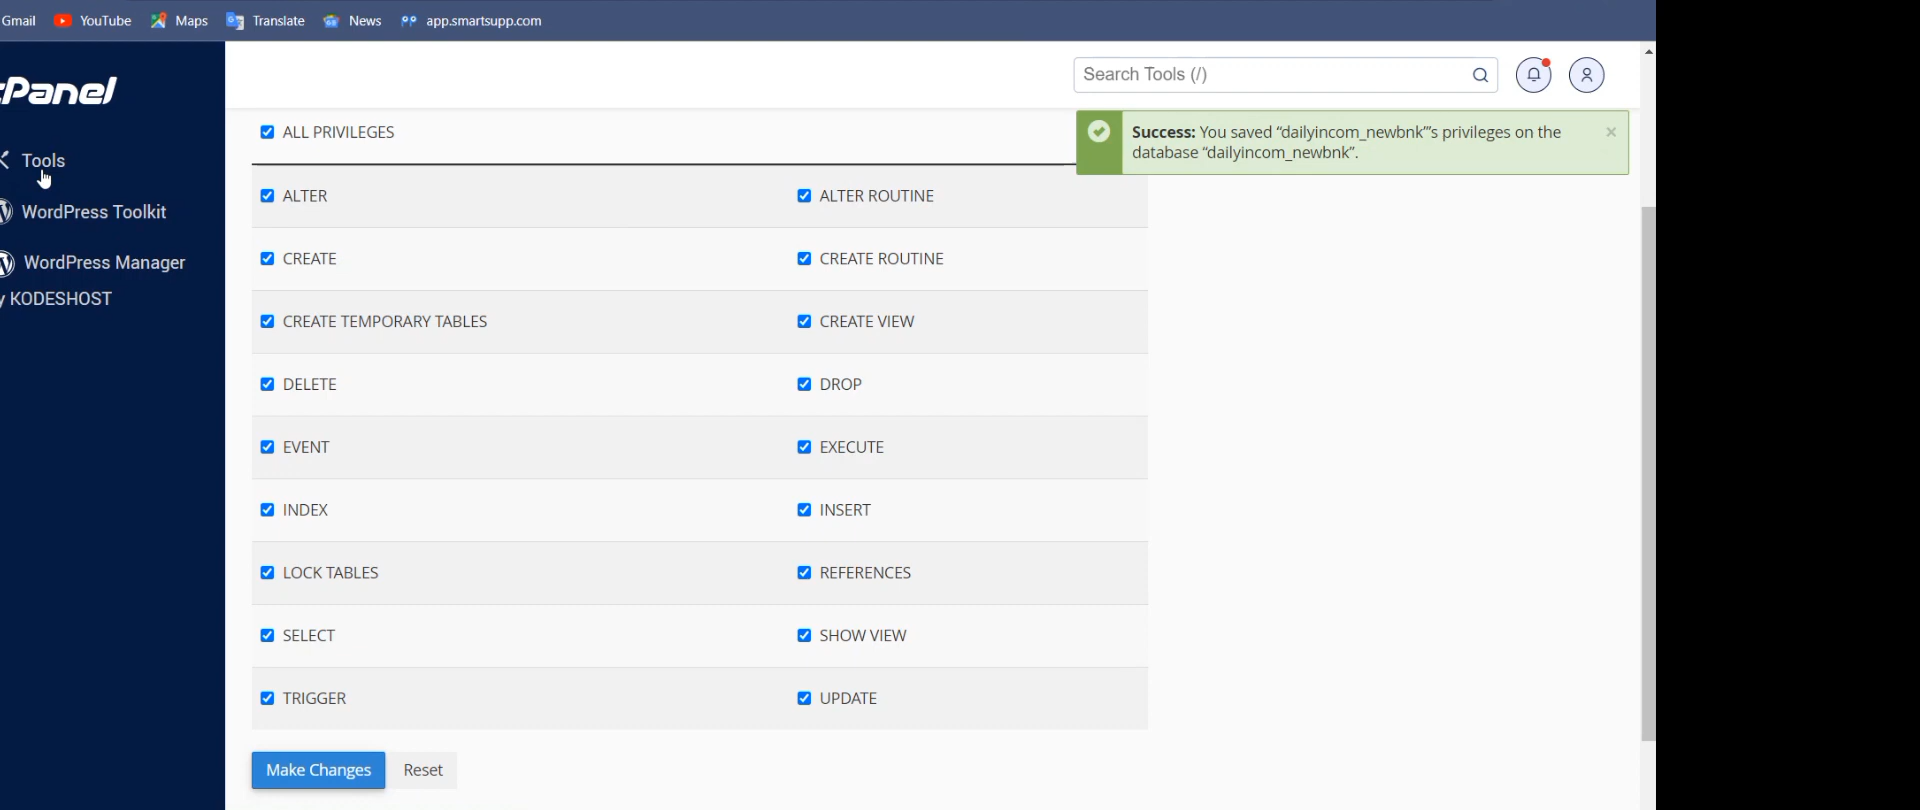 Gmail YouTube Maps Translate News app.smartsupp.com
cPanel
Search Tools (/)
Tools
WordPress Toolkit
WordPress Manager
y KODESHOST
ALL PRIVILEGES
Success: You saved “dailyincom_newbnk”'s privileges on the
database “dailyincom_newbnk”.
×
ALTER ALTER ROUTINE
CREATE CREATE ROUTINE
CREATE TEMPORARY TABLES CREATE VIEW
DELETE DROP
EVENT EXECUTE
INDEX INSERT
LOCK TABLES REFERENCES
SELECT SHOW VIEW
TRIGGER UPDATE
Make Changes Reset